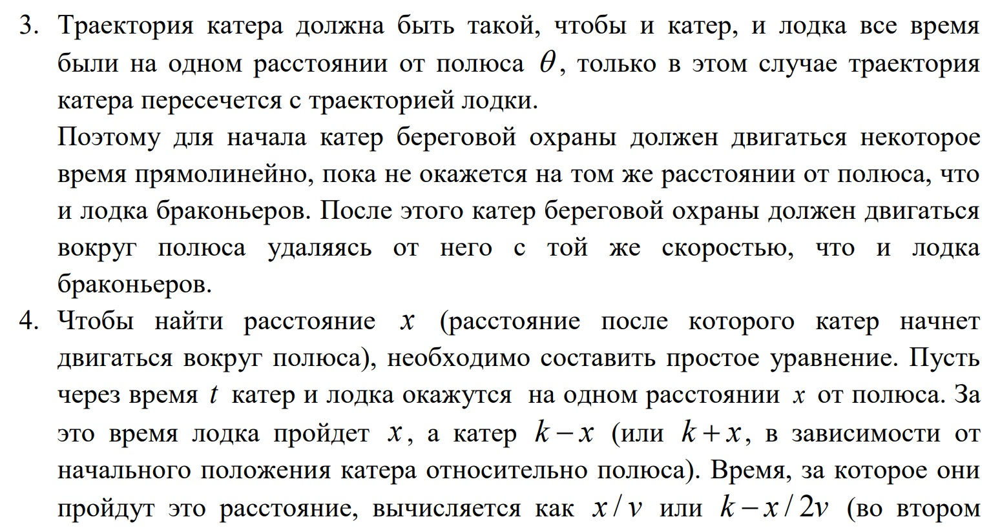 3. Траектория катера должна быть такой, чтобы и катер, и лодка все время
были на одном расстоянии от полюса θ, только в этом случае траектория
катера пересечется с траекторией лодки.
Поэтому для начала катер береговой охраны должен двигаться некоторое
время прямолинейно, пока не окажется на том же расстоянии от полюса, что
и лодка браконьеров. После этого катер береговой охраны должен двигаться
вокруг полюса удаляясь от него с той же скоростью, что и лодка
браконьеров.
4. Чтобы найти расстояние x (расстояние после которого катер начнет
двигаться вокруг полюса), необходимо составить простое уравнение. Пусть
через время t катер и лодка окажутся на одном расстоянии x от полюса. За
это время лодка пройдет x, а катер k − x (или k + x, в зависимости от
начального положения катера относительно полюса). Время, за которое они
пройдут это расстояние, вычисляется как x / v или k − x / 2v (во втором